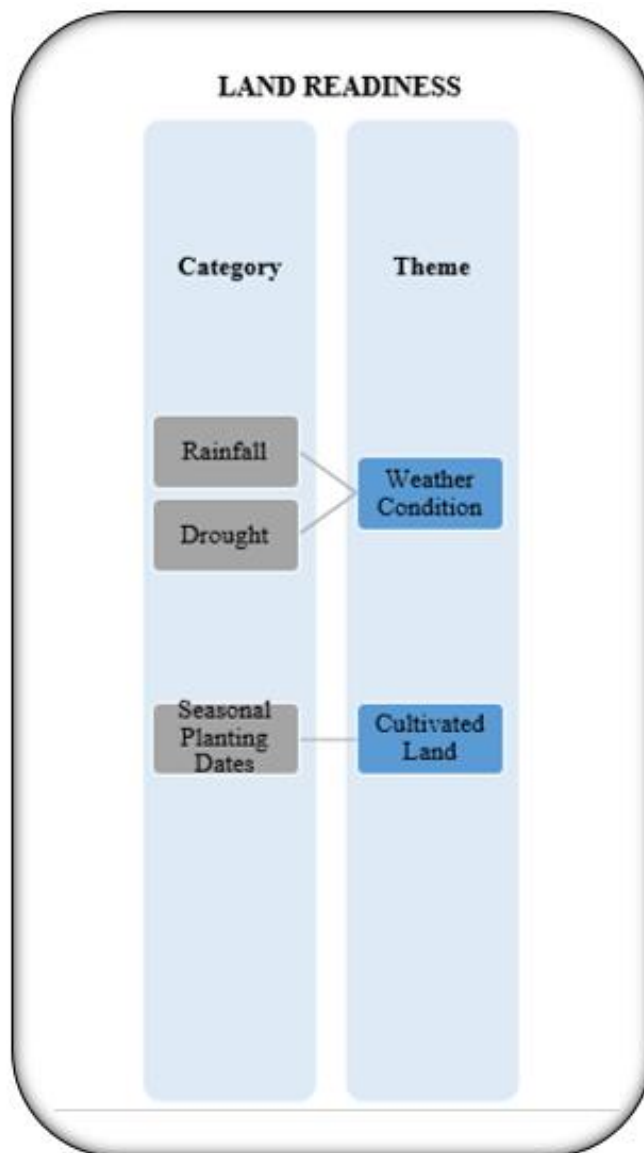 LAND READINESS
Category
Theme
Rainfall
Drought
Weather
Condition
Seasonal
Planting
Dates
Cultivated
Land